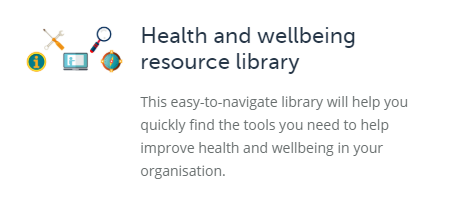 Health and wellbeing
resource library
This easy-to-navigate library will help you
quickly find the tools you need to help
improve health and wellbeing in your
organisation.